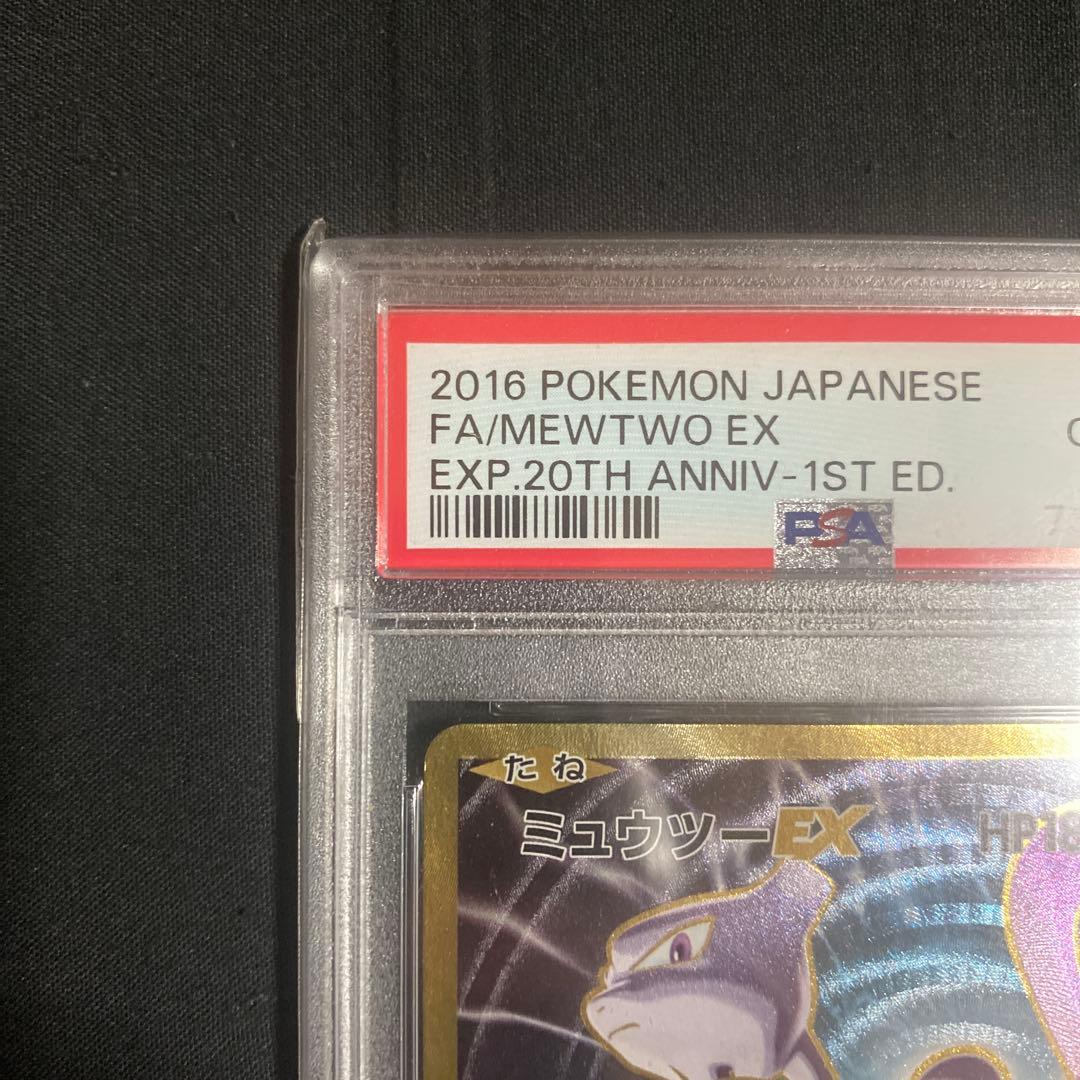 2016 POKEMON JAPANESE
FA/MEWTWO EX
EXP.20TH ANNIV-1ST ED.
PSA
たね
ミュウツーEX